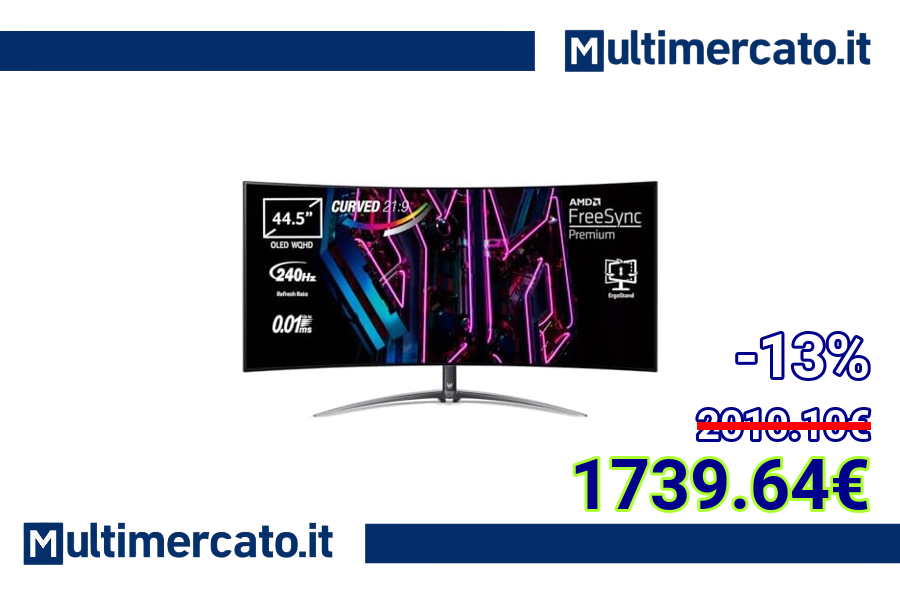 Multimercato.it
CURVED 21:9
44.5”
OLED WQHD
240Hz
Refresh Rate
0.01ms
AMD
FreeSync
Premium
ErgoStand
-13%
2010.10€
1739.64€
Multimercato.it